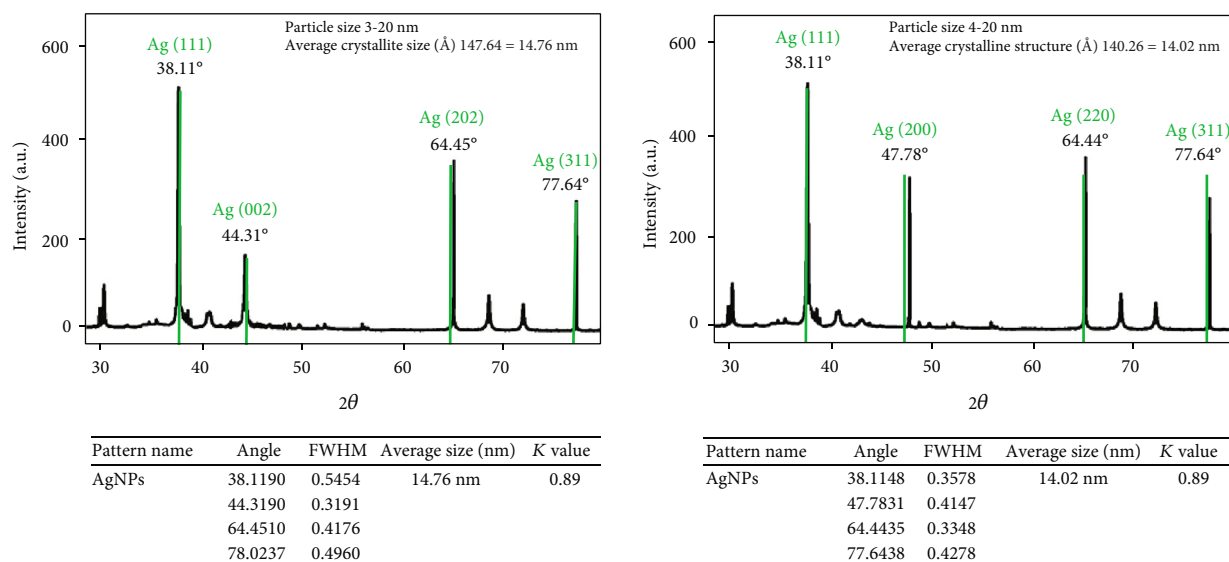 Particle size 3-20 nm
Average crystallite size (Å) 147.64 = 14.76 nm
600
400
200
0
Intensity (a.u.)
Ag (111)
38.11°
Ag (002)
44.31°
Ag (202)
64.45°
Ag (311)
77.64°
30 40 50 60 70
2θ
Pattern name Angle FWHM Average size (nm) K value
AgNPs 38.1190 0.5454 14.76 nm 0.89
44.3190 0.3191
64.4510 0.4176
78.0237 0.4960
Particle size 4-20 nm
Average crystalline structure (Å) 140.26 = 14.02 nm
600
400
200
0
Intensity (a.u.)
Ag (111)
38.11°
Ag (200)
47.78°
Ag (220)
64.44°
Ag (311)
77.64°
30 40 50 60 70
2θ
Pattern name Angle FWHM Average size (nm) K value
AgNPs 38.1148 0.3578 14.02 nm 0.89
47.7831 0.4147
64.4435 0.3348
77.6438 0.4278